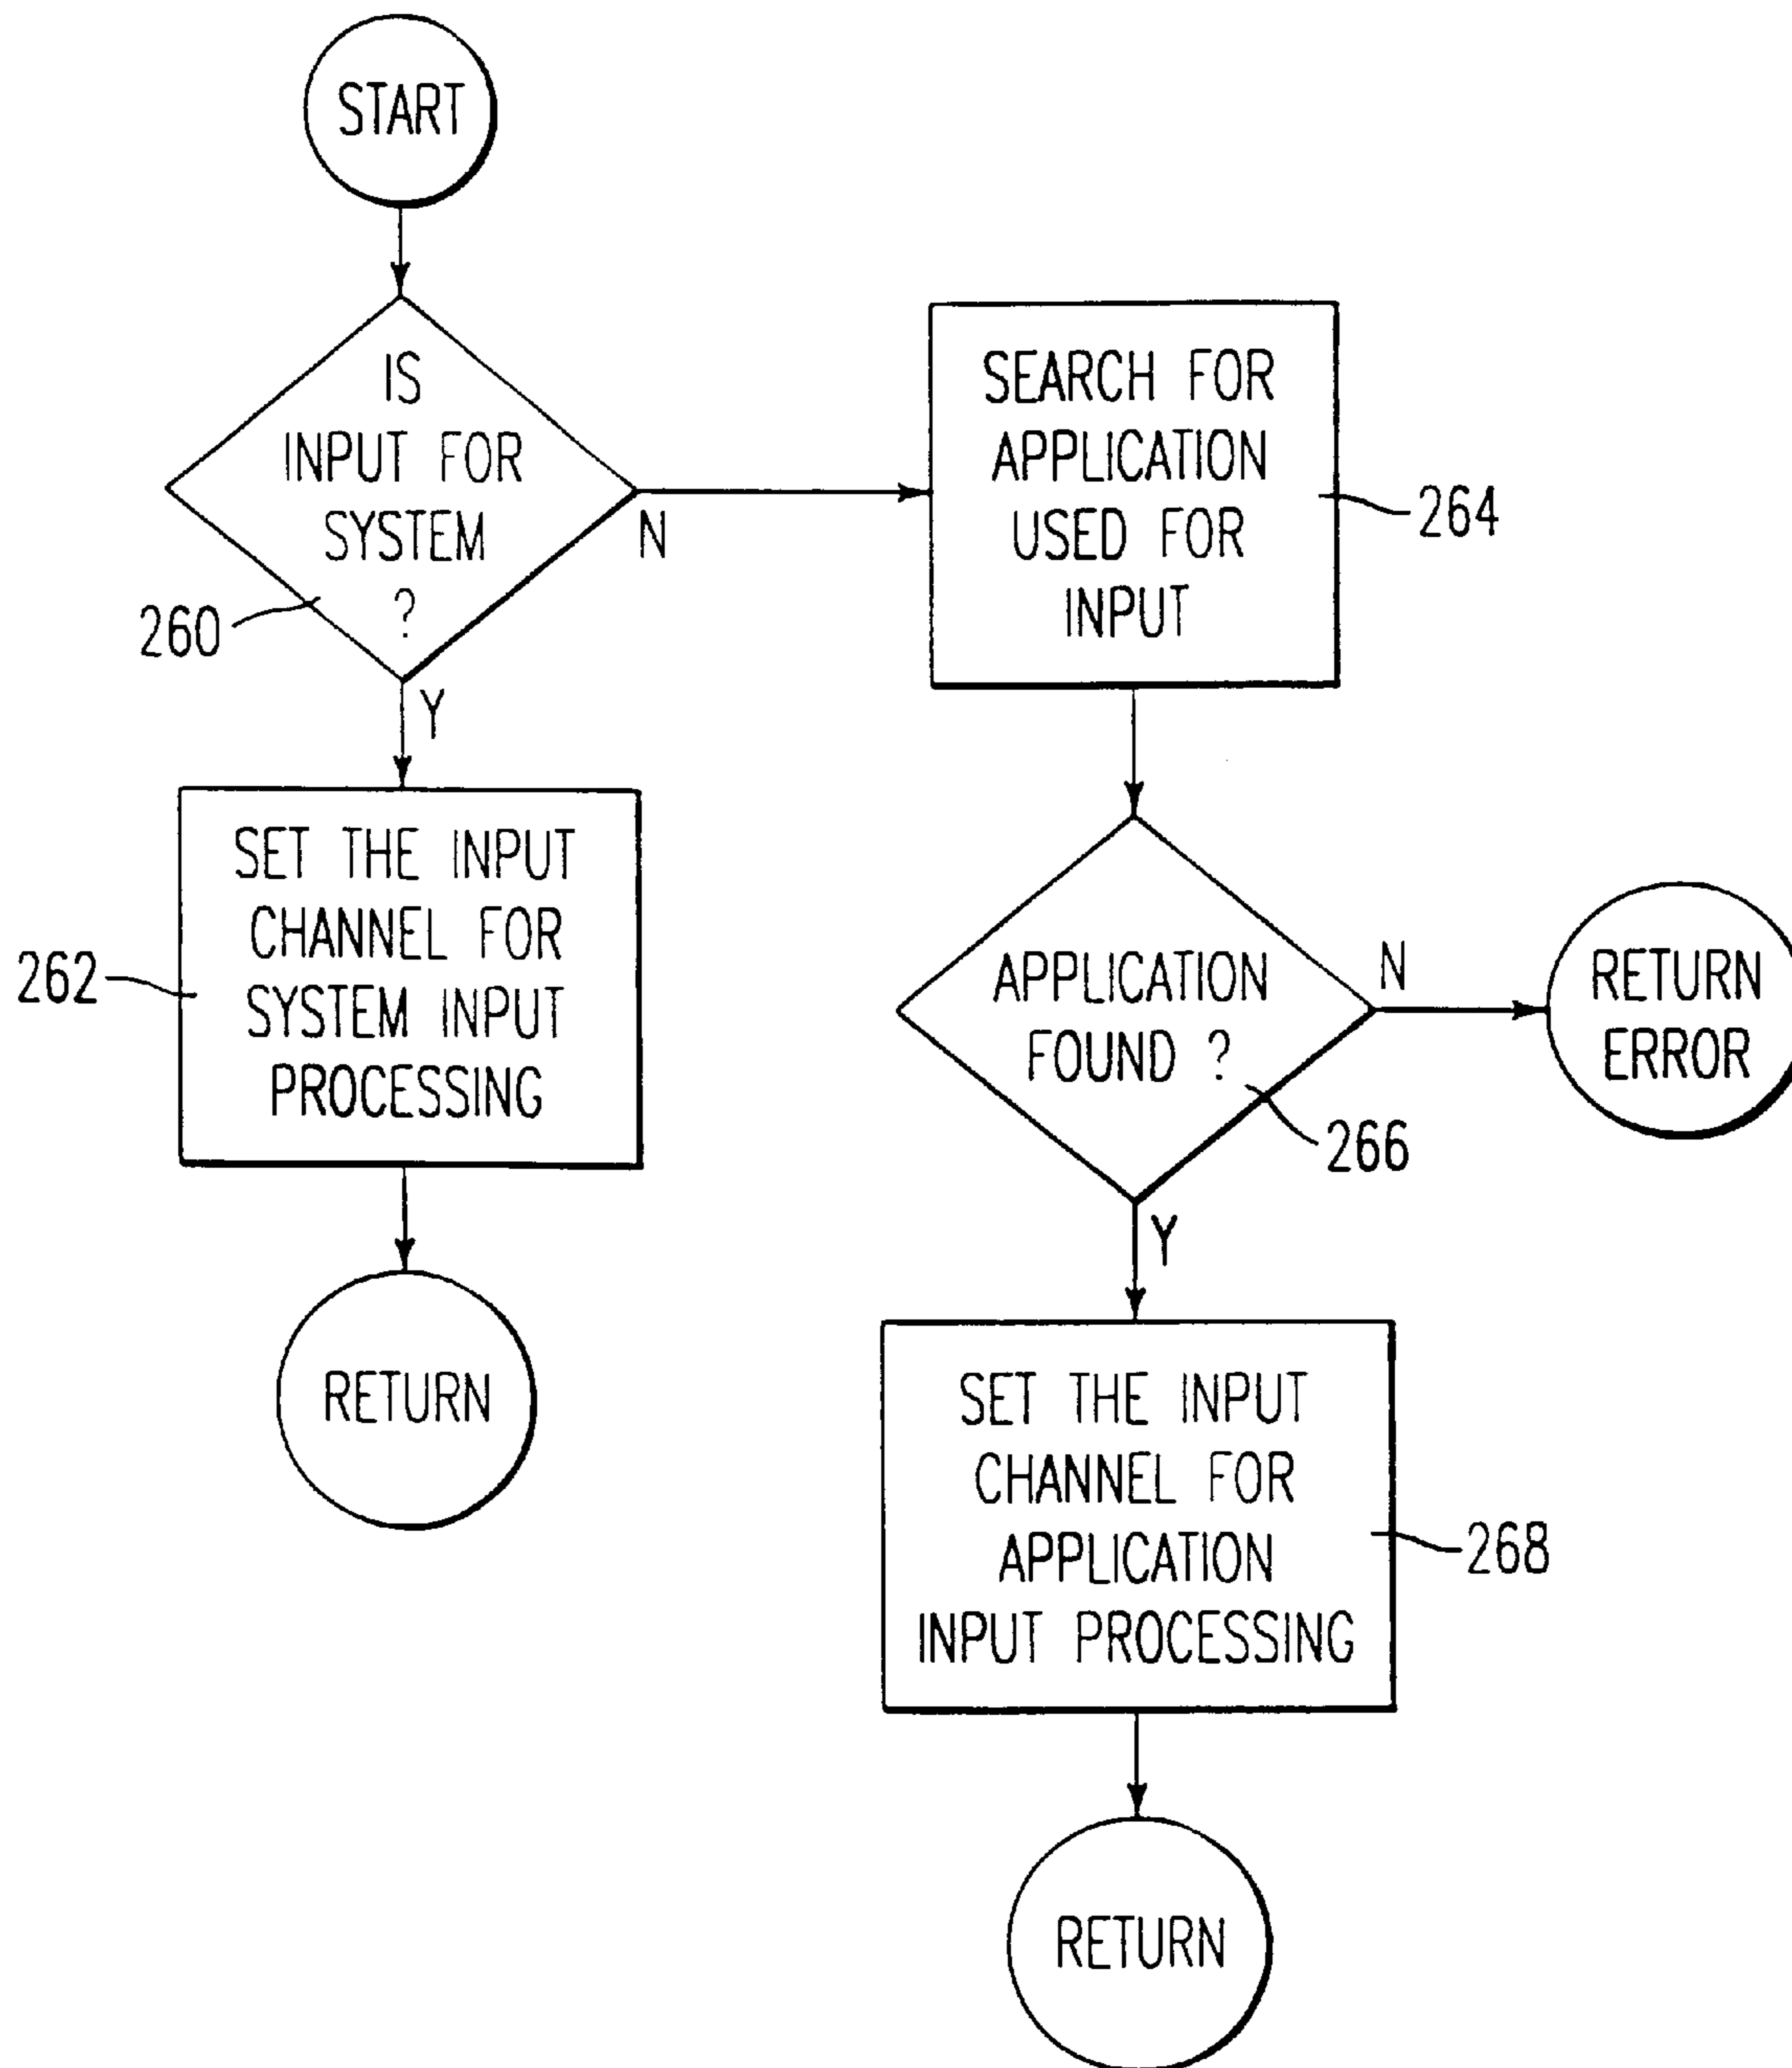 START
IS
INPUT FOR
SYSTEM
?
260
N
Y
SET THE INPUT
CHANNEL FOR
SYSTEM INPUT
PROCESSING
262
RETURN
SEARCH FOR
APPLICATION
USED FOR
INPUT
264
APPLICATION
FOUND ?
266
N
RETURN
ERROR
Y
SET THE INPUT
CHANNEL FOR
APPLICATION
INPUT PROCESSING
268
RETURN